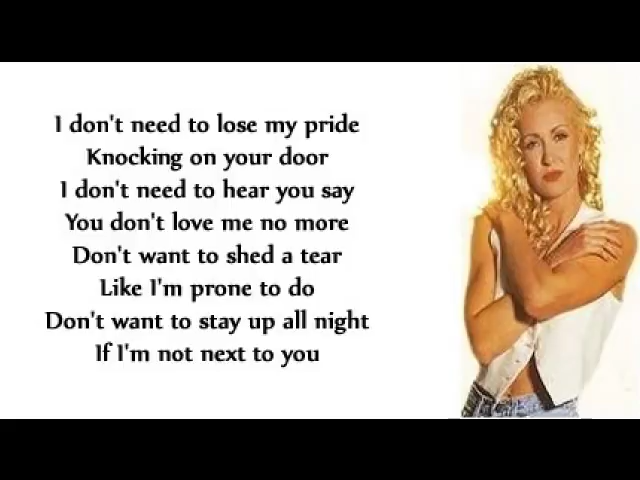 I don't need to lose my pride
Knocking on your door
I don't need to hear you say
You don't love me no more
Don't want to shed a tear
Like I'm prone to do
Don't want to stay up all night
If I'm not next to you